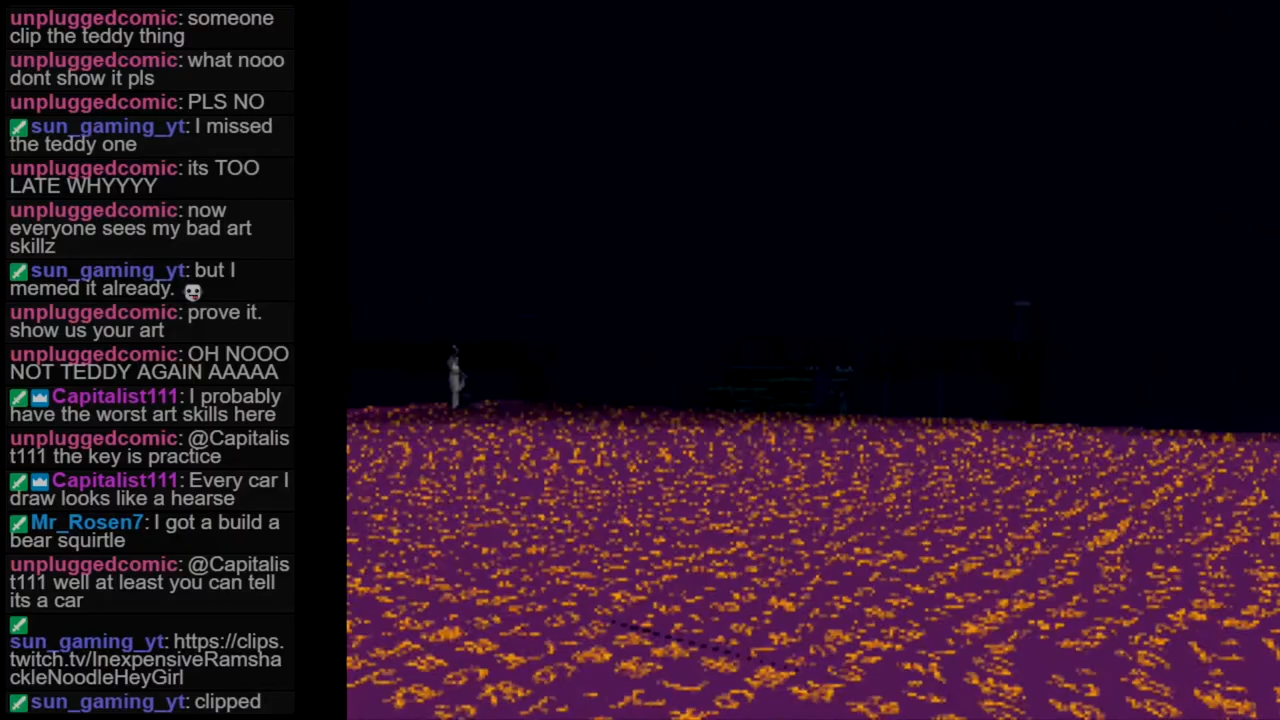 unpluggedcomic: someone
clip the teddy thing
unpluggedcomic: what nooo
dont show it pls
unpluggedcomic: PLS NO
sun_gaming_yt: I missed
the teddy one
unpluggedcomic: its TOO
LATE WHYYYY
unpluggedcomic: now
everyone sees my bad art
skillz
sun_gaming_yt: but I
memed it already.
unpluggedcomic: prove it.
show us your art
unpluggedcomic: OH NOOO
NOT TEDDY AGAIN AAAAA
Capitalist111: I probably
have the worst art skills here
unpluggedcomic: @Capitalis
t111 the key is practice
Capitalist111: Every car I
draw looks like a hearse
Mr_Rosen7: I got a build a
bear squirtle
unpluggedcomic: @Capitalis
t111 well at least you can tell
its a car
sun_gaming_yt: https://clips.
twitch.tv/InexpensiveRamsha
ckleNoodleHeyGirl
sun_gaming_yt: clipped